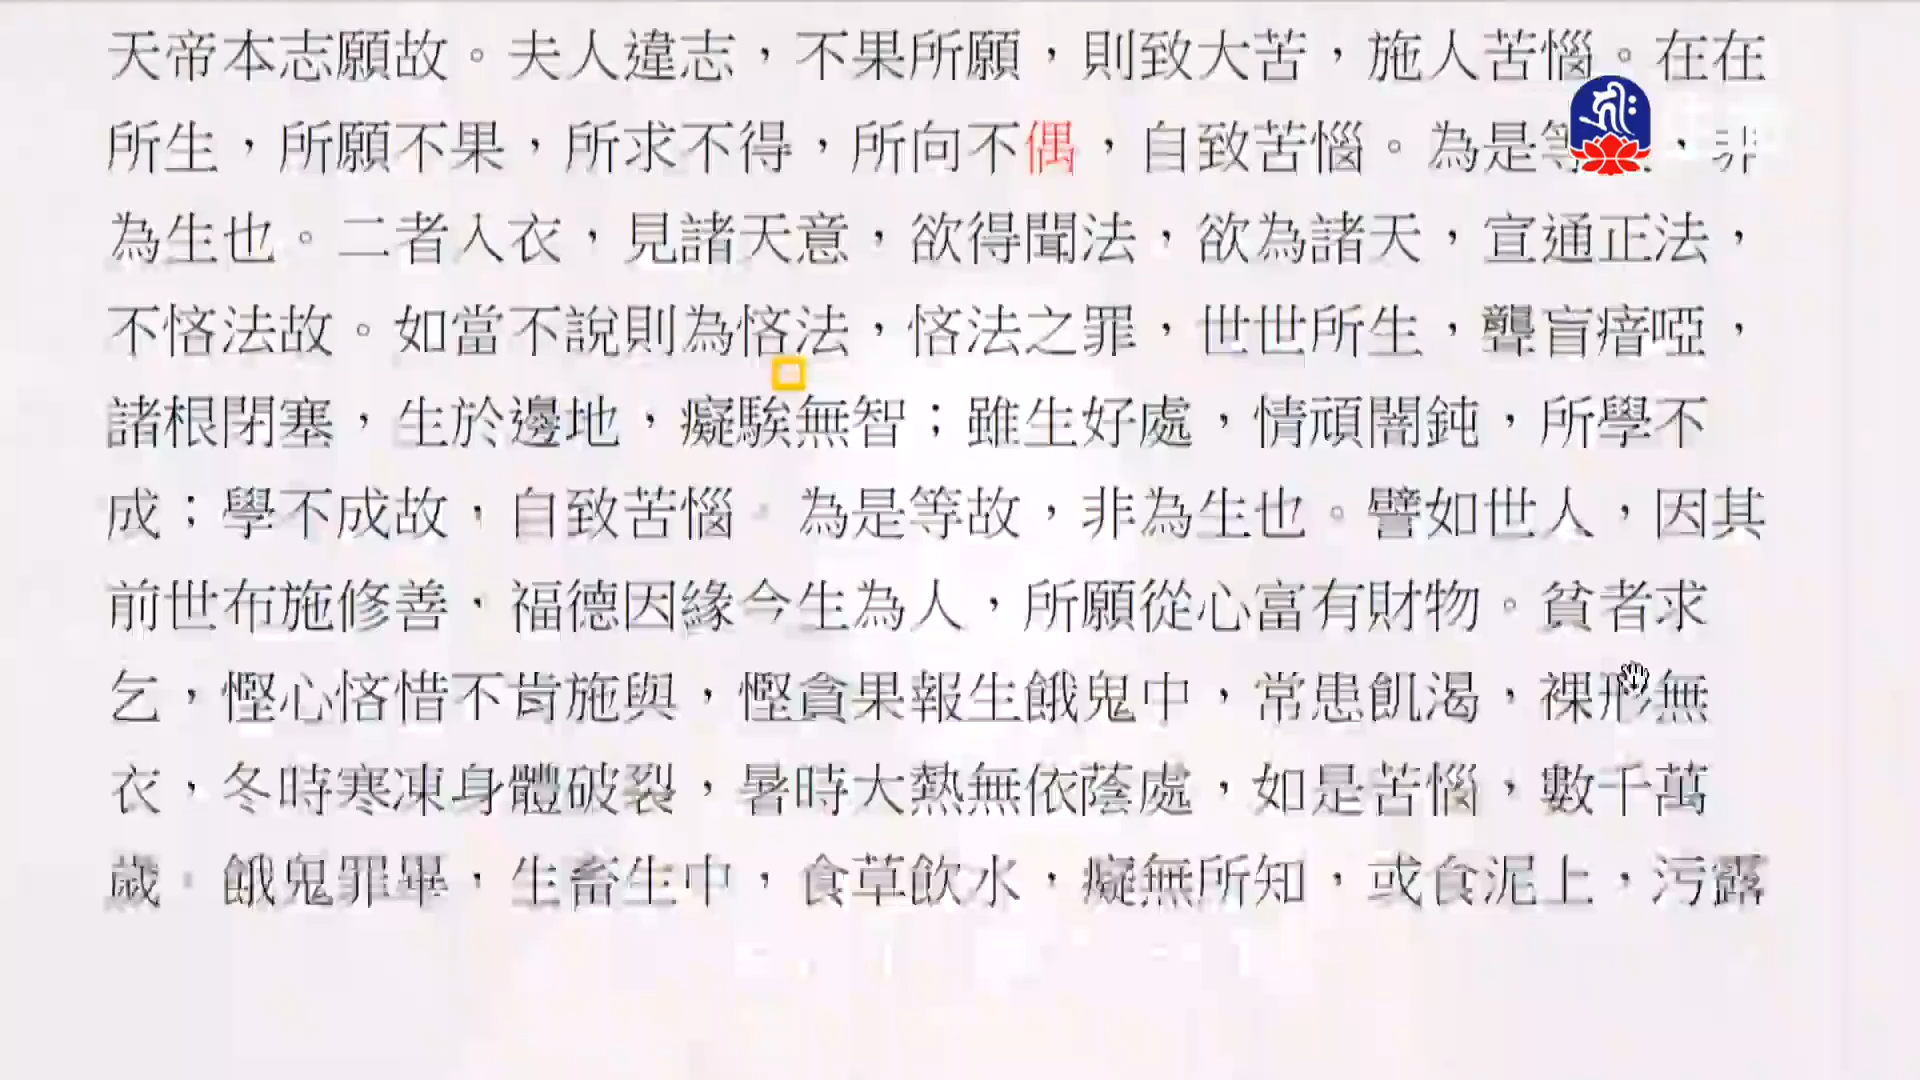 天帝本志願故。夫人違志，不果所願，則致大苦，施人苦惱。在在
所生，所願不果，所求不得，所向不偶，自致苦惱。為是等，非
為生也。二者入衣，見諸天意，欲得聞法，欲為諸天，宣通正法，
不悋法故。如當不說則為悋法，悋法之罪，世世所生，聾盲瘖啞，
諸根閉塞，生於邊地，癡騃無智；雖生好處，情頑闇鈍，所學不
成；學不成故，自致苦惱。為是等故，非為生也。譬如世人，因其
前世布施修善，福德因緣今生為人，所願從心富有財物。貧者求
乞，慳心悋惜不肯施與，慳貪果報生餓鬼中，常患飢渴，裸形無
衣，冬時寒凍身體破裂，暑時大熱無依蔭處，如是苦惱，數千萬
歲。餓鬼罪畢，生畜生中，食草飲水，癡無所知，或食泥土，污露